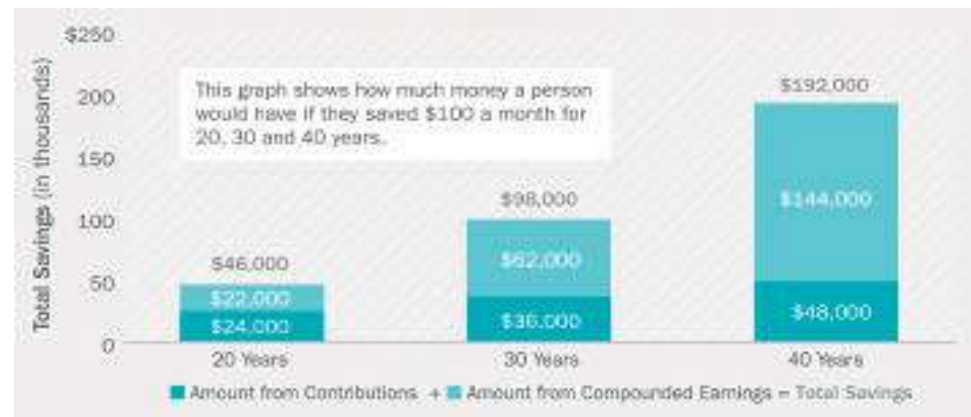 $250
200
150
100
50
0
Total Savings (in thousands)
This graph shows how much money a person
would have if they saved $100 a month for
20, 30 and 40 years.
$46,000
$22,000
$24,000
$98,000
$62,000
$36,000
$192,000
$144,000
$48,000
20 Years
30 Years
40 Years
Amount from Contributions + Amount from Compounded Earnings = Total Savings